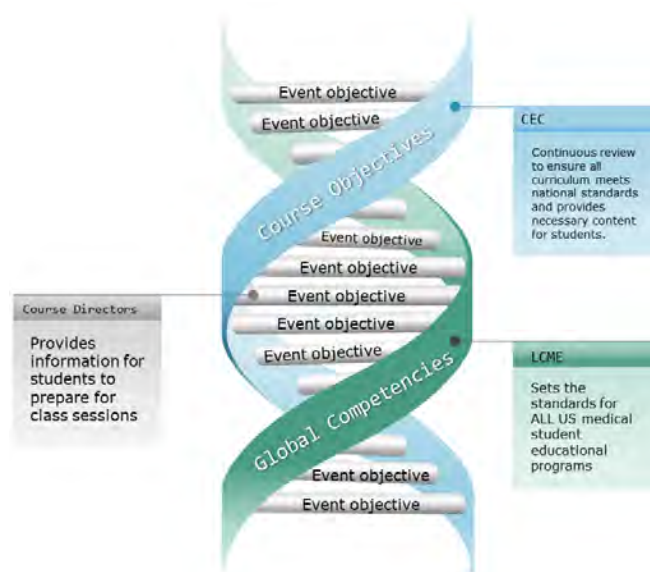 Event objective
Event objective
Course Objectives
CEC
Continuous review
to ensure all
curriculum meets
national standards
and provides
necessary content
for students.
Event objective
Event objective
Event objective
Event objective
Event objective
Course Directors
Provides
information for
students to
prepare for
class sessions
Global Competencies
LCME
Sets the
standards for
ALL US medical
student
educational
programs
Event objective
Event objective